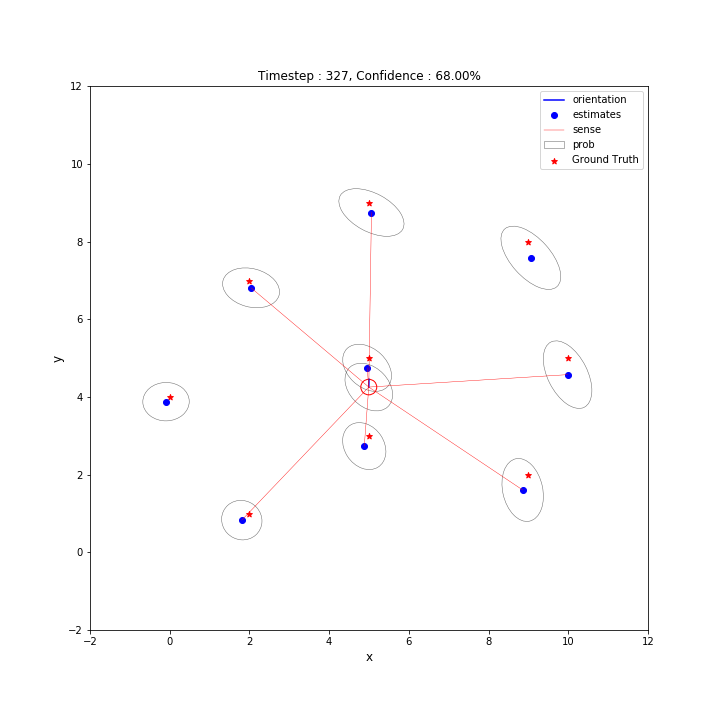 Timestep : 327, Confidence : 68.00%
12
10
8
6
4
2
0
−2
y
−2 0 2 4 6 8 10 12
x
orientation
estimates
sense
prob
Ground Truth